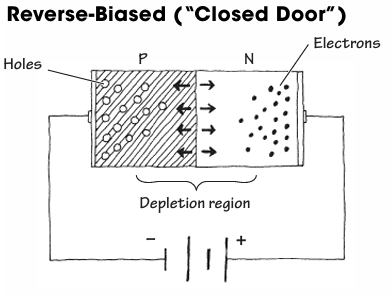 Reverse-Biased ("Closed Door")
Electrons
Holes
P
N
Depletion region
-
+